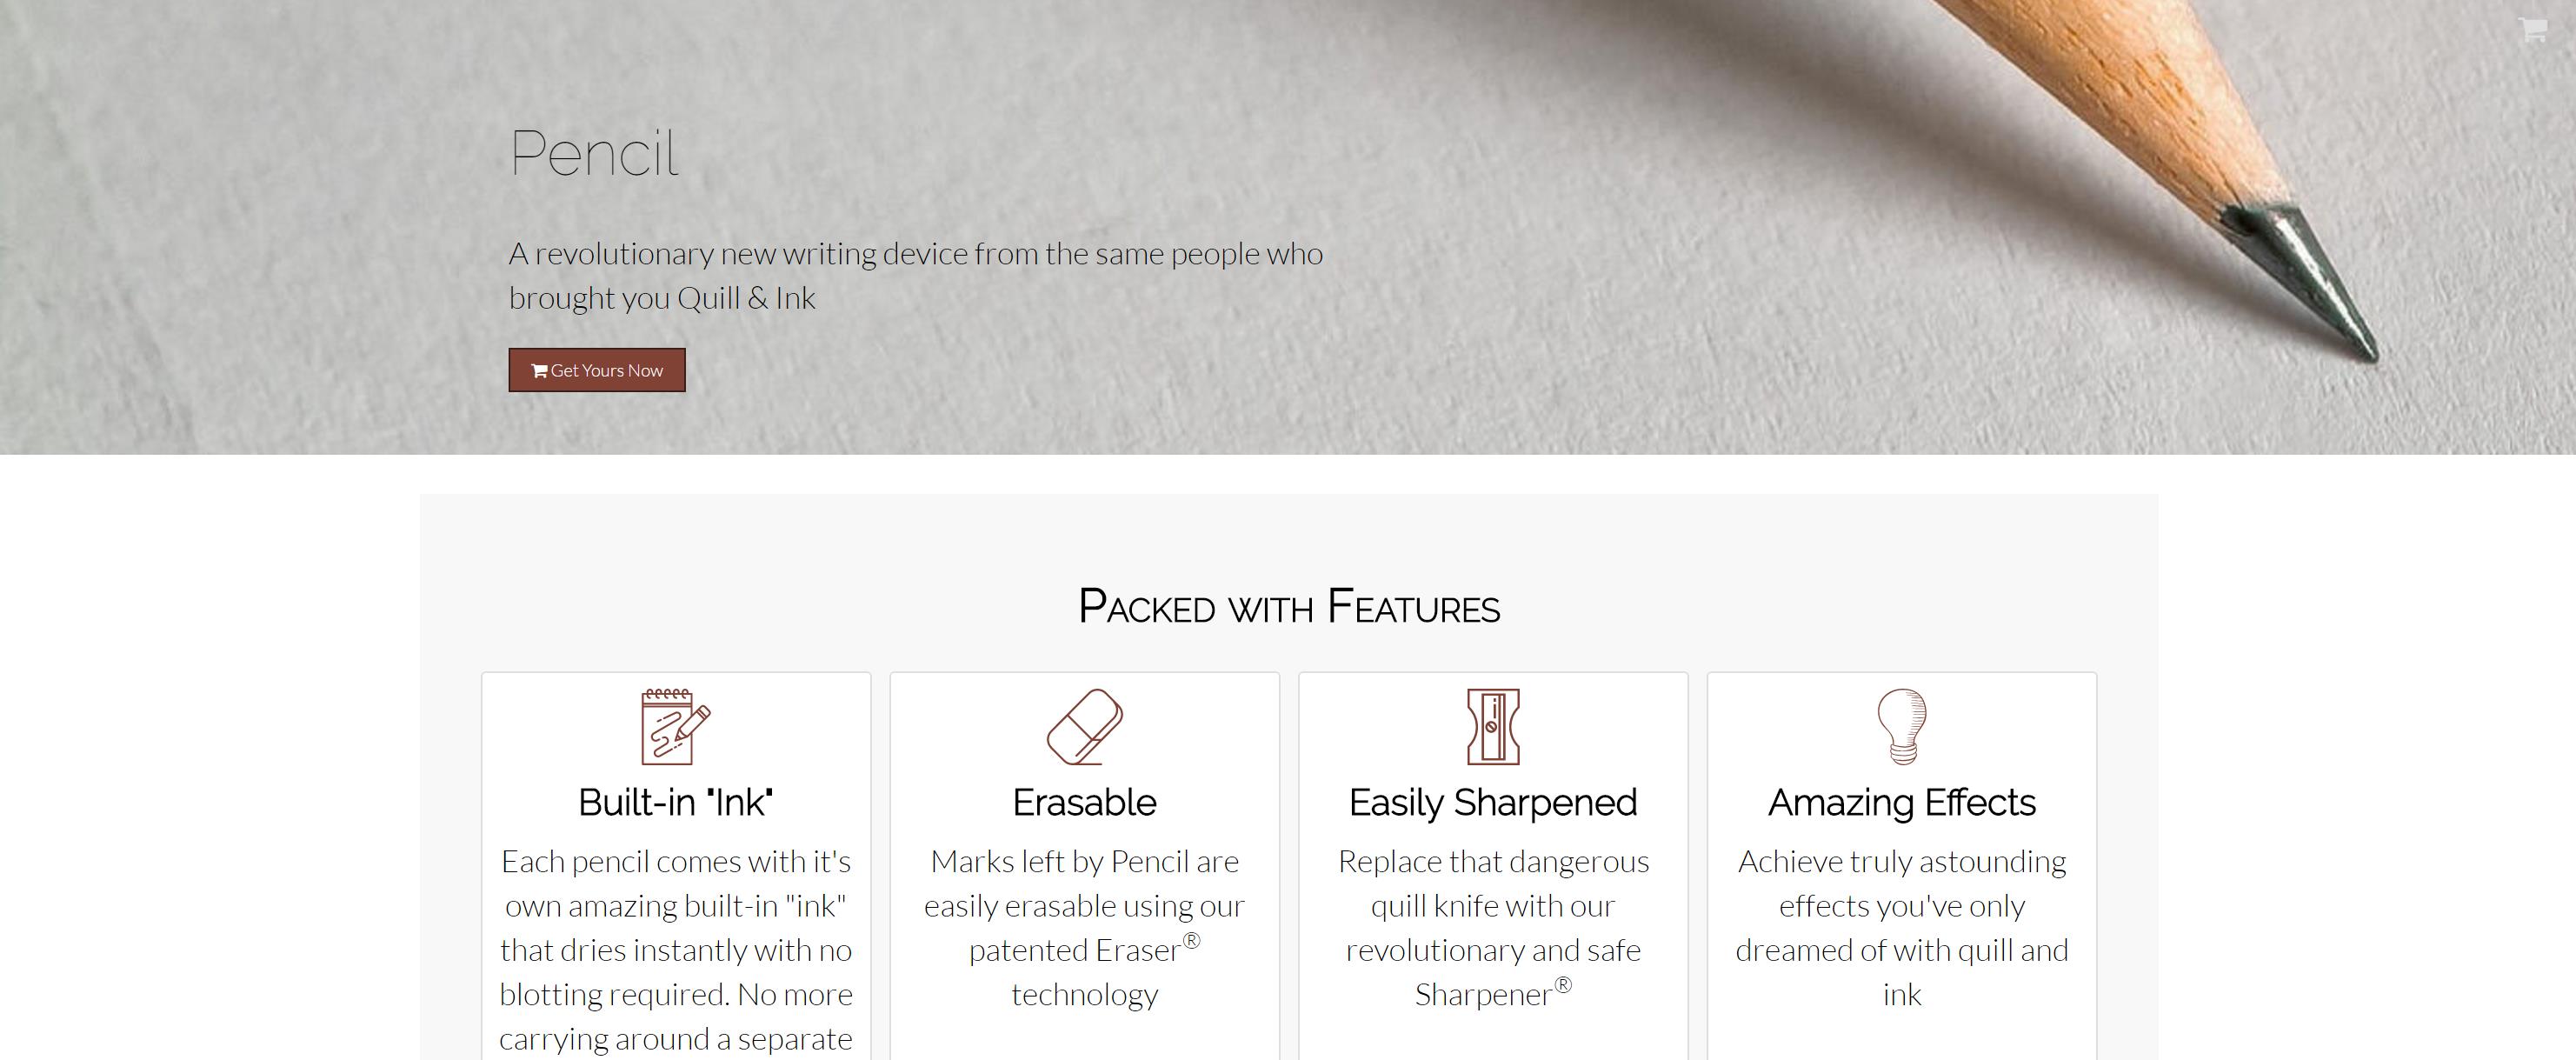 Pencil
A revolutionary new writing device from the same people who
brought you Quill & Ink
Get Yours Now
Packed with Features
Built-in "Ink"
Each pencil comes with it's
own amazing built-in "ink"
that dries instantly with no
blotting required. No more
carrying around a separate
Erasable
Marks left by Pencil are
easily erasable using our
patented Eraser®
technology
Easily Sharpened
Replace that dangerous
quill knife with our
revolutionary and safe
Sharpener®
Amazing Effects
Achieve truly astounding
effects you've only
dreamed of with quill and
ink